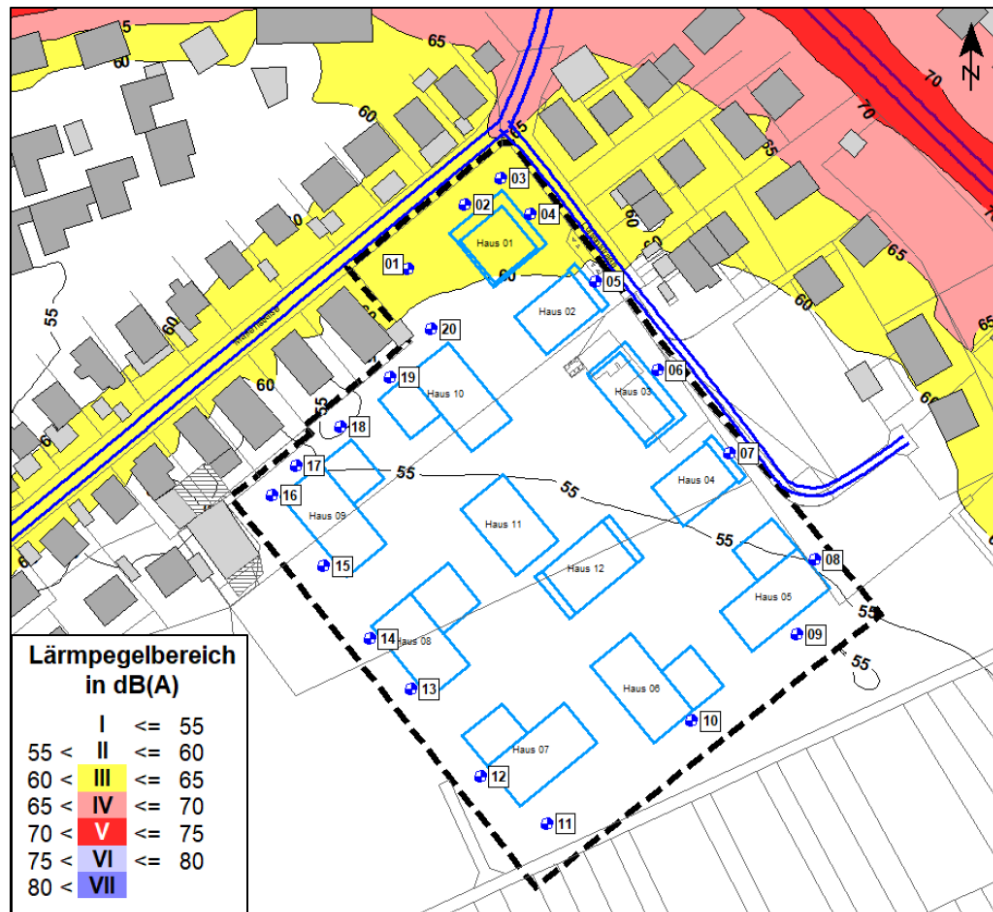 65
65
60
60
65
70
N
70
03
02
04
60
65
60
Haus 01
01
60
05
Haus 02
55
60
20
06
65
19
Haus 10
Haus 03
60
55
18
07
17
55
55
Haus 04
16
Haus 09
Haus 11
55
08
15
Haus 12
Haus 05
55
14
Haus 08
09
55
13
Haus 06
10
Haus 07
12
11
Lärmpegelbereich
in dB(A)
I <= 55
55 < II <= 60
60 < III <= 65
65 < IV <= 70
70 < V <= 75
75 < VI <= 80
80 < VII